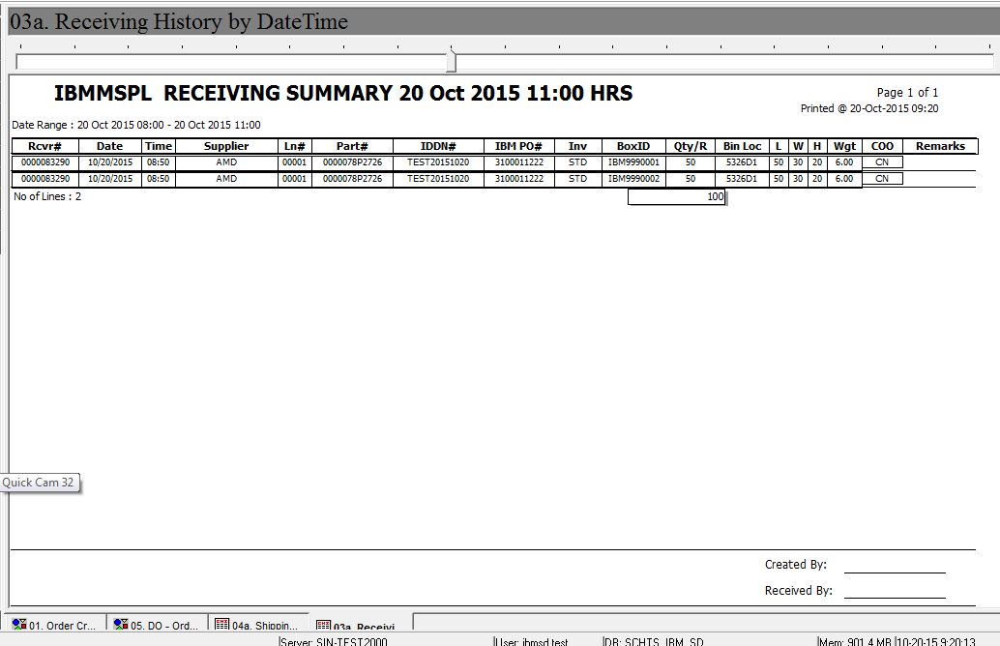 03a. Receiving History by DateTime
IBMMSPL RECEIVING SUMMARY 20 Oct 2015 11:00 HRS
Page 1 of 1
Printed @ 20-Oct-2015 09:20
Date Range : 20 Oct 2015 08:00 - 20 Oct 2015 11:00
Rcvr# Date Time Supplier Ln# Part# IDDN# IBM PO# Inv BoxID Qty/R Bin Loc L W H Wgt COO Remarks
0000083290 10/20/2015 08:50 AMD 00001 0000078P2726 TEST20151020 3100011222 STD IBM9990001 50 5326D1 50 30 20 6.00 CN
0000083290 10/20/2015 08:50 AMD 00001 0000078P2726 TEST20151020 3100011222 STD IBM9990002 50 5326D1 50 30 20 6.00 CN
No of Lines : 2 100
Quick Cam 32
Created By:
Received By:
01. Order Cr... 05. DO - Ord... 04a. Shippin... 03a. Receivi
Server: SIN-TEST2000 User: ibmsd.test DB: SCHTS_IBM_SD Mem: 901.4 MB 10-20-15 9:20:13